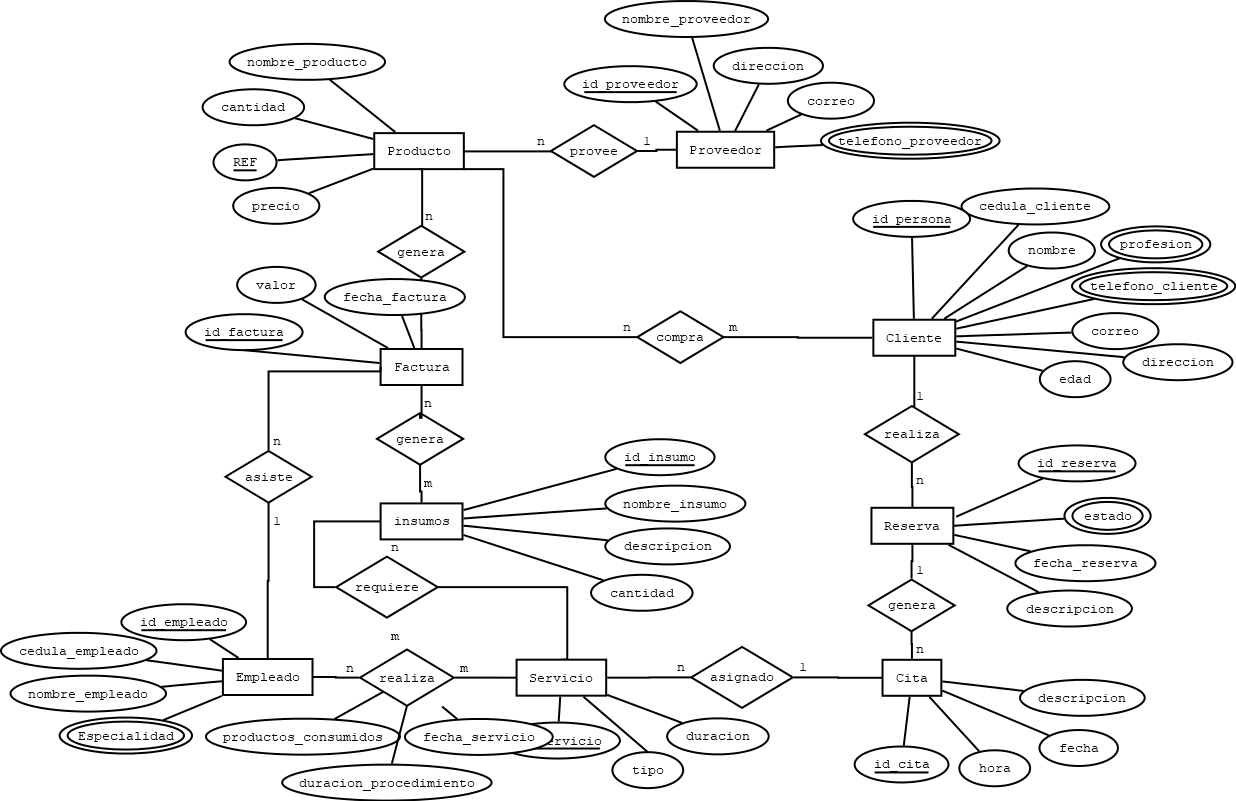 nombre_proveedor
nombre_producto
direccion
id_proveedor
correo
cantidad
n
1
telefono_proveedor
Producto
provee
Proveedor
REF
precio
cedula_cliente
id_persona
n
nombre
profesion
genera
valor
fecha_factura
telefono_cliente
id_factura
n
compra
m
Cliente
correo
direccion
Factura
edad
1
n
realiza
genera
n
asiste
id_insumo
id_reserva
m
n
1
insumos
nombre_insumo
estado
Reserva
n
descripcion
fecha_reserva
1
requiere
cantidad
genera
descripcion
id_empleado
m
cedula_empleado
n
Empleado
n
realiza
m
Servicio
n
asignado
1
Cita
nombre_empleado
descripcion
Especialidad
productos_consumidos
fecha_servicio
ervicio
duracion
fecha
id_cita
hora
tipo
duracion_procedimiento